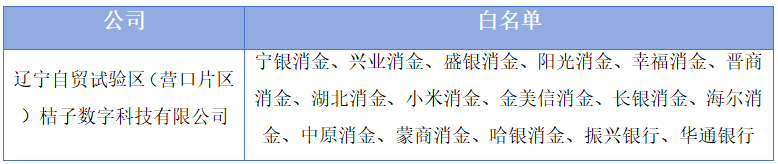 公司
白名单
辽宁自贸试验区（营口片区
）桔子数字科技有限公司
宁银消金、兴业消金、盛银消金、阳光消金、幸福消金、晋商
消金、湖北消金、小米消金、金美信消金、长银消金、海尔消
金、中原消金、蒙商消金、哈银消金、振兴银行、华通银行